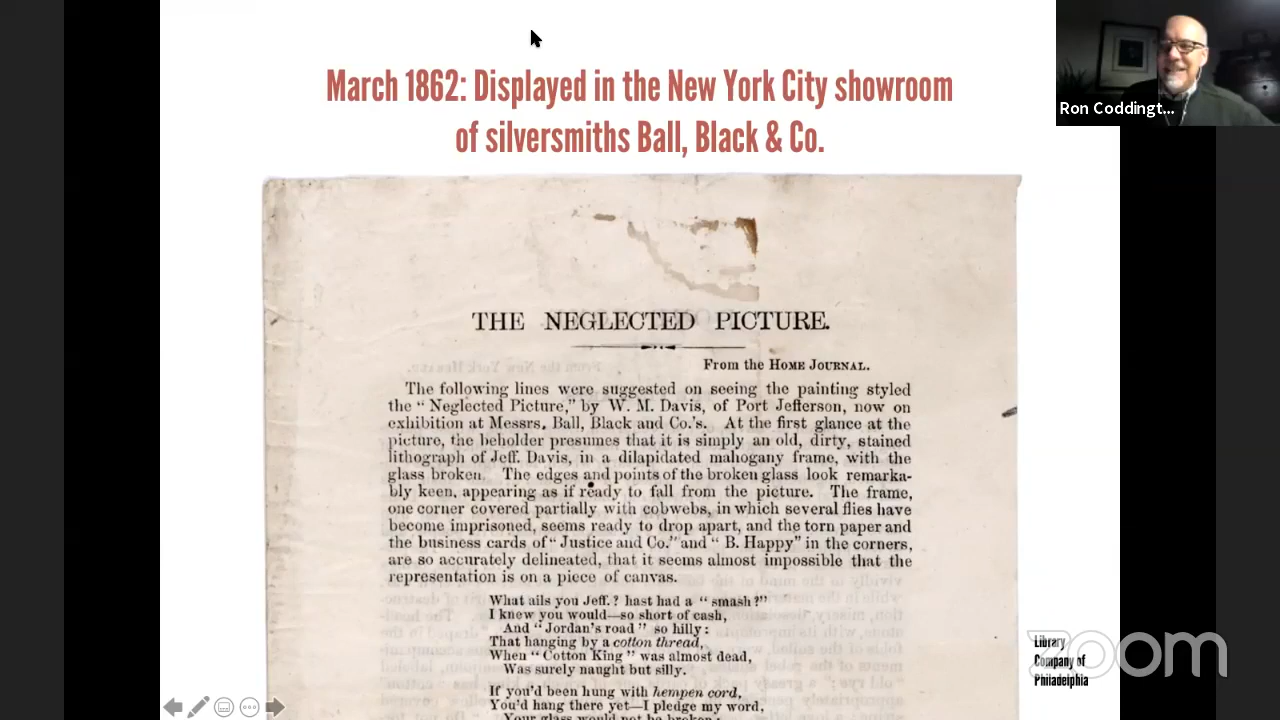 March 1862: Displayed in the New York City showroom
of silversmiths Ball, Black & Co.
Ron Coddingt...
THE NEGLECTED PICTURE.
From the HOME JOURNAL.
The following lines were suggested on seeing the painting styled
the “ Neglected Picture,” by W. M. Davis, of Port Jefferson, now on
exhibition at Messrs. Ball, Black and Co.'s. At the first glance at the
picture, the beholder presumes that it is simply an old, dirty, stained
lithograph of Jeff. Davis, in a dilapidated mahogany frame, with the
glass broken. The edges and points of the broken glass look remarka-
bly keen, appearing as if ready to fall from the picture. The frame,
one corner covered partially with cobwebs, in which several flies have
become imprisoned, seems ready to drop apart, and the torn paper and
the business cards of “ Justice and Co.” and “ B. Happy” in the corners,
are so accurately delineated, that it seems almost impossible that the
representation is on a piece of canvas.
What ails you Jeff.? hast had a “ smash?”
I knew you would—so short of cash,
And “ Jordan's road ” so hilly:
That hanging by a cotton thread,
When “ Cotton King ” was almost dead,
Was surely naught but silly.
If you'd been hung with hempen cord,
You'd hang there yet—I pledge my word,
Your glass would not be broken;
Library
Company of
Philadelphia
zoom